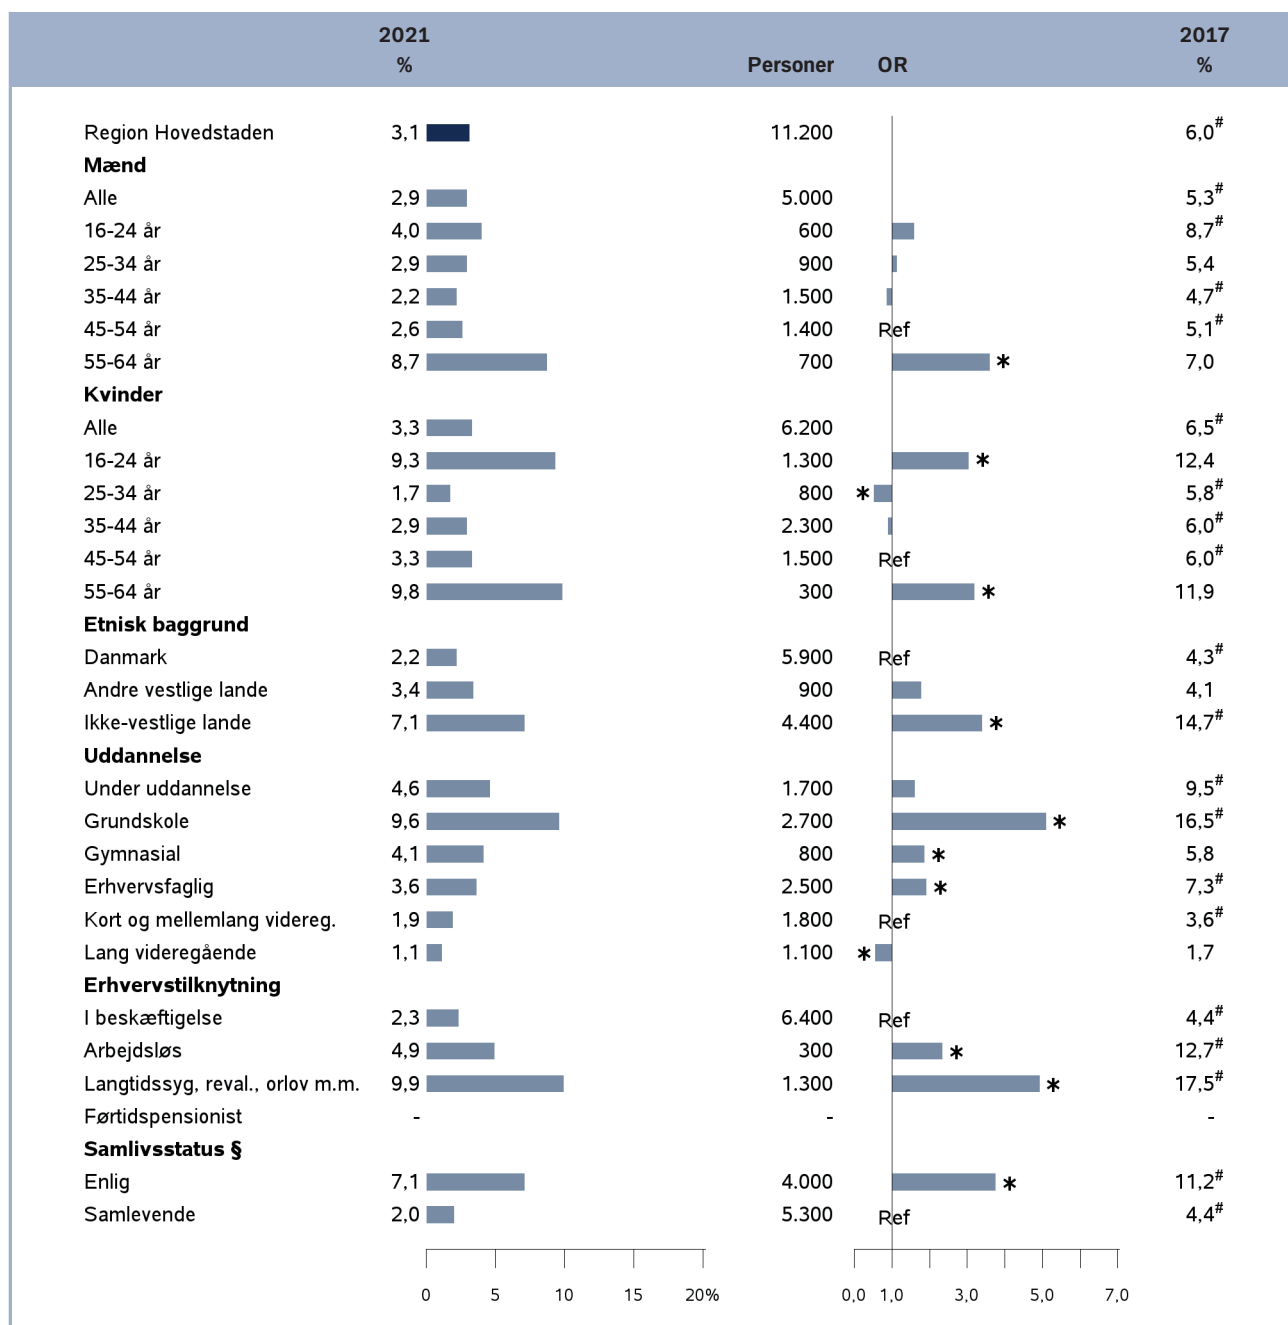 2021 2017
% Personer OR %
Region Hovedstaden 3,1 11.200 6,0#
Mænd
Alle 2,9 5.000 5,3#
16-24 år 4,0 600 8,7#
25-34 år 2,9 900 5,4
35-44 år 2,2 1.500 4,7#
45-54 år 2,6 1.400 Ref 5,1#
55-64 år 8,7 700 * 7,0
Kvinder
Alle 3,3 6.200 6,5#
16-24 år 9,3 1.300 * 12,4
25-34 år 1,7 800 * 5,8#
35-44 år 2,9 2.300 6,0#
45-54 år 3,3 1.500 Ref 6,0#
55-64 år 9,8 300 * 11,9
Etnisk baggrund
Danmark 2,2 5.900 Ref 4,3#
Andre vestlige lande 3,4 900 4,1
Ikke-vestlige lande 7,1 4.400 * 14,7#
Uddannelse
Under uddannelse 4,6 1.700 9,5#
Grundskole 9,6 2.700 * 16,5#
Gymnasial 4,1 800 * 5,8
Erhvervsfaglig 3,6 2.500 * 7,3#
Kort og mellemlang videreg. 1,9 1.800 Ref 3,6#
Lang videregående 1,1 1.100 * 1,7
Erhvervstilknytning
I beskæftigelse 2,3 6.400 Ref 4,4#
Arbejdsløs 4,9 300 * 12,7#
Langtidssyg, reval., orlov m.m. 9,9 1.300 * 17,5#
Førtidspensionist - - -
Samlivsstatus §
Enlig 7,1 4.000 * 11,2#
Samlevende 2,0 5.300 Ref 4,4#
0 5 10 15 20% 0,0 1,0 3,0 5,0 7,0